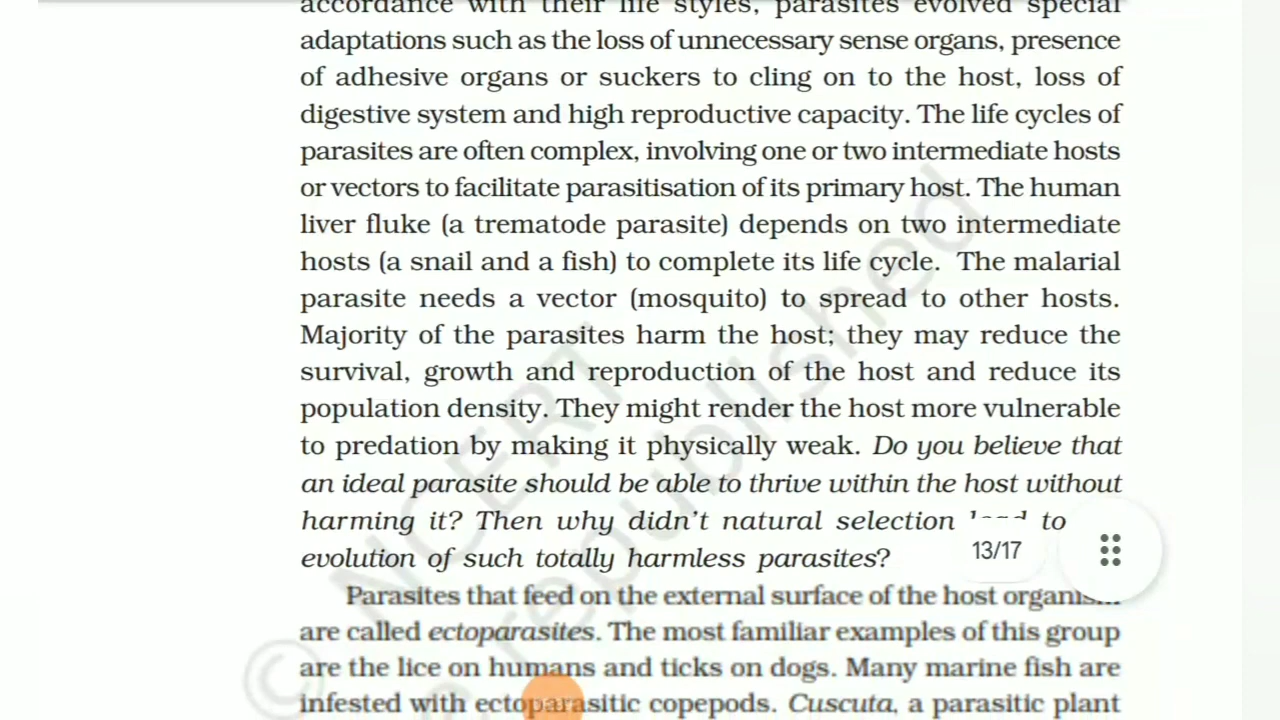 accordance with their life styles, parasites evolved special
adaptations such as the loss of unnecessary sense organs, presence
of adhesive organs or suckers to cling on to the host, loss of
digestive system and high reproductive capacity. The life cycles of
parasites are often complex, involving one or two intermediate hosts
or vectors to facilitate parasitisation of its primary host. The human
liver fluke (a trematode parasite) depends on two intermediate
hosts (a snail and a fish) to complete its life cycle. The malarial
parasite needs a vector (mosquito) to spread to other hosts.
Majority of the parasites harm the host; they may reduce the
survival, growth and reproduction of the host and reduce its
population density. They might render the host more vulnerable
to predation by making it physically weak. Do you believe that
an ideal parasite should be able to thrive within the host without
harming it? Then why didn't natural selection to
evolution of such totally harmless parasites?
13/17
Parasites that feed on the external surface of the host
are called ectoparasites. The most familiar examples of this group
are the lice on humans and ticks on dogs. Many marine fish are
infested with ectoparasitic copepods. Cuscuta, a parasitic plant
© NCERT
republished